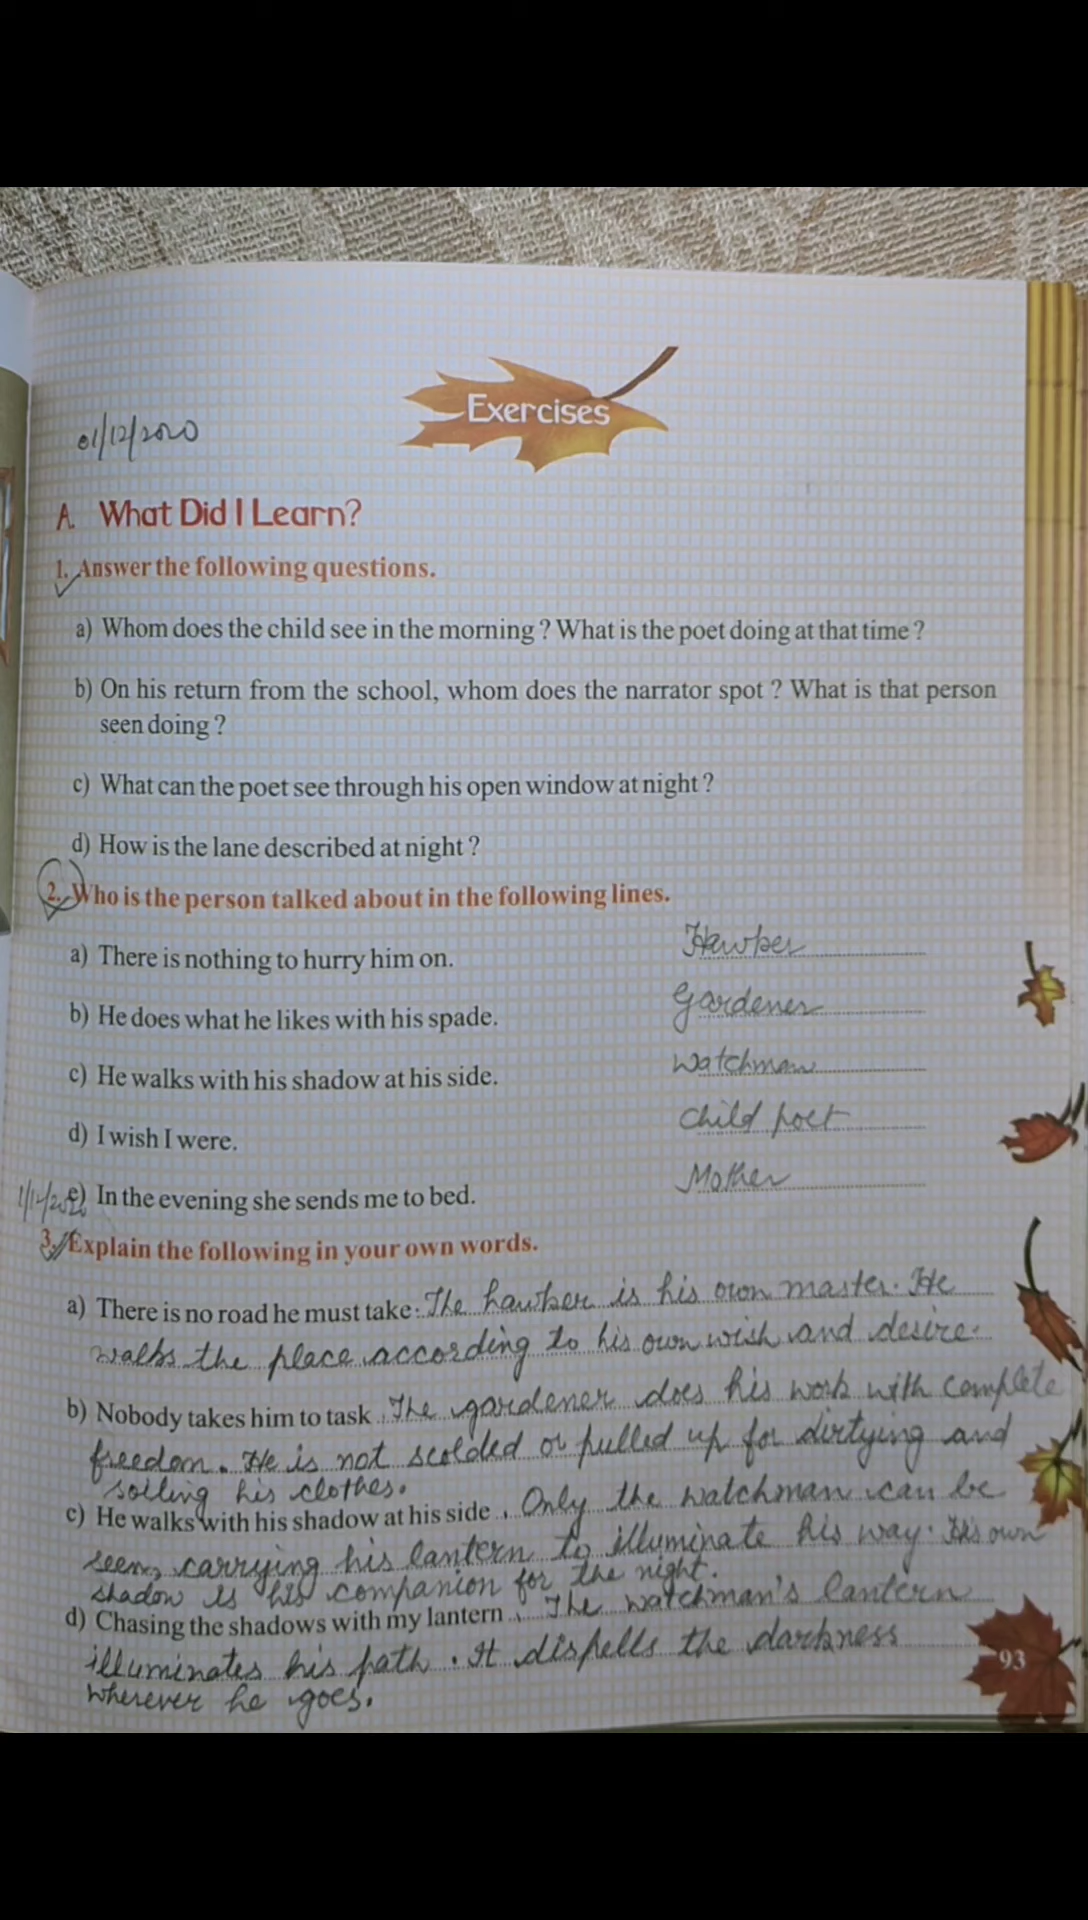 Exercises
01/12/2020
A. What Did I Learn?
1. Answer the following questions.
a) Whom does the child see in the morning ? What is the poet doing at that time ?
b) On his return from the school, whom does the narrator spot ? What is that person
seen doing ?
c) What can the poet see through his open window at night ?
d) How is the lane described at night ?
2. Who is the person talked about in the following lines.
a) There is nothing to hurry him on. Hawker
b) He does what he likes with his spade. Gardener
c) He walks with his shadow at his side. Watchman
d) I wish I were. Child poet
e) In the evening she sends me to bed. Mother
3. Explain the following in your own words.
a) There is no road he must take. The hawker is his own master. He
walks the place according to his own wish and desire.
b) Nobody takes him to task. The gardener does his work with complete
freedom. He is not scolded or pulled up for dirtying and
soiling his clothes.
c) He walks with his shadow at his side. Only the watchman can be
seen, carrying his lantern to illuminate his way. His own
shadow is his companion for the night.
d) Chasing the shadows with my lantern. The watchman's lantern
illuminates his path. It dispells the darkness
wherever he goes.
93